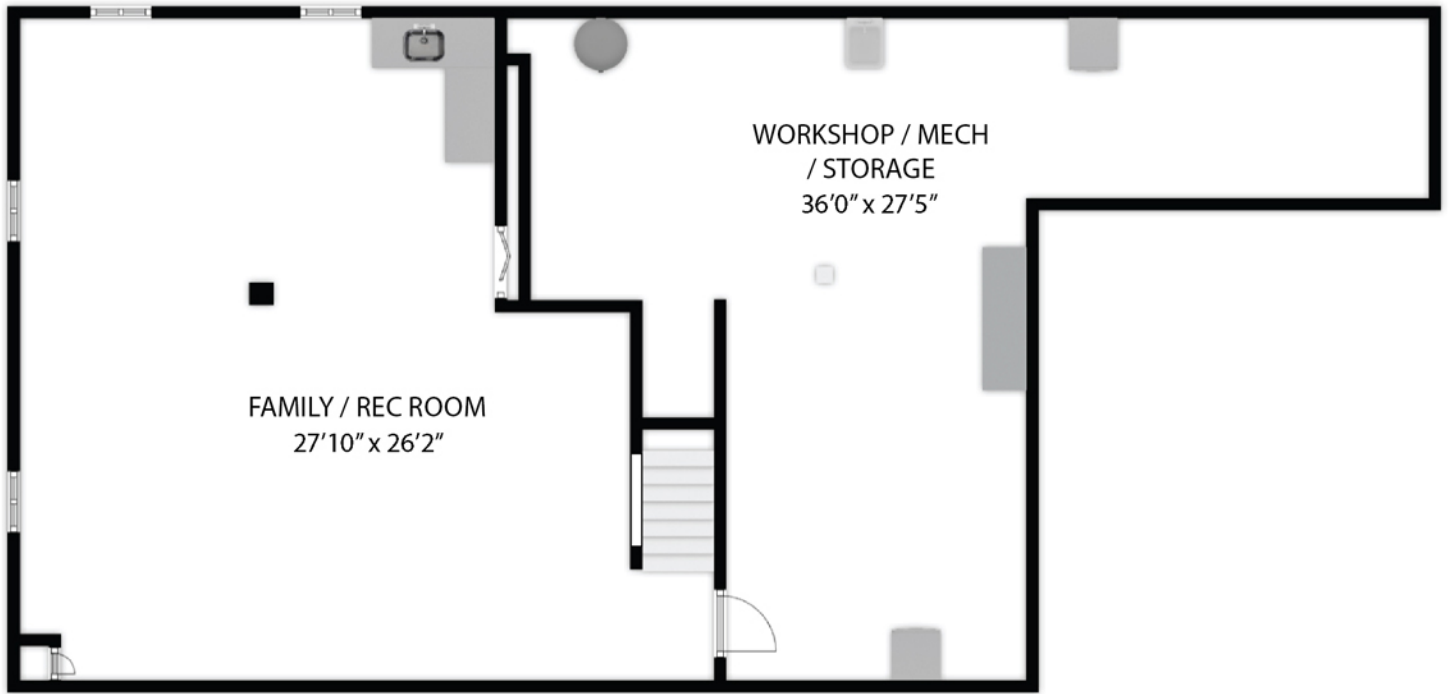 WORKSHOP / MECH
/ STORAGE
36’0” x 27’5”
FAMILY / REC ROOM
27’10” x 26’2”